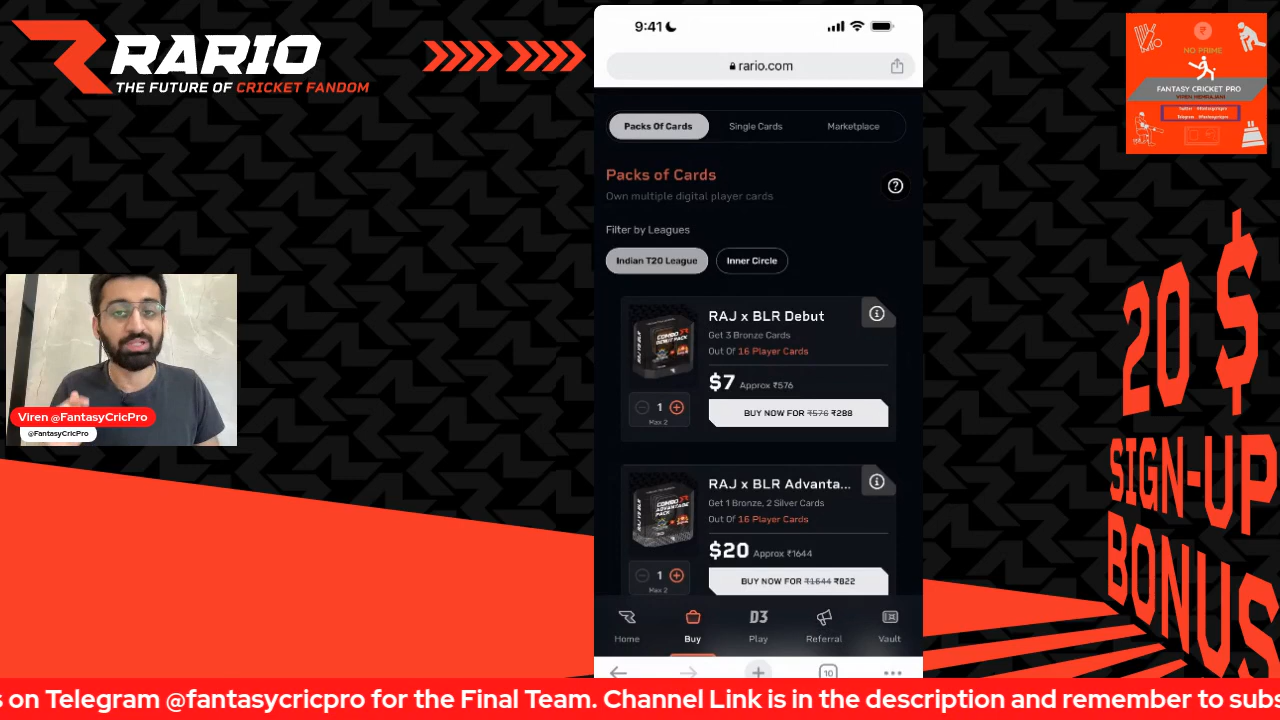 RARIO
THE FUTURE OF CRICKET FANDOM
9:41
rario.com
Packs Of Cards
Single Cards
Marketplace
Packs of Cards
Own multiple digital player cards
?
Filter by Leagues
Indian T20 League
Inner Circle
RAJ x BLR Debut
Get 3 Bronze Cards
Out Of 16 Player Cards
$7 Approx ₹576
1
Max 2
BUY NOW FOR ₹576 ₹288
RAJ x BLR Advanta...
Get 1 Bronze, 2 Silver Cards
Out Of 16 Player Cards
$20 Approx ₹1644
1
Max 2
BUY NOW FOR ₹1644 ₹822
Home
Buy
D3
Play
Referral
Vault
10
NO PRIME
FANTASY CRICKET PRO
VIREN HEMRAJANI
Viren @FantasyCricPro
@FantasyCricPro
20 $
SIGN-UP
BONUS
s on Telegram @fantasycricpro for the Final Team. Channel Link is in the description and remember to subs